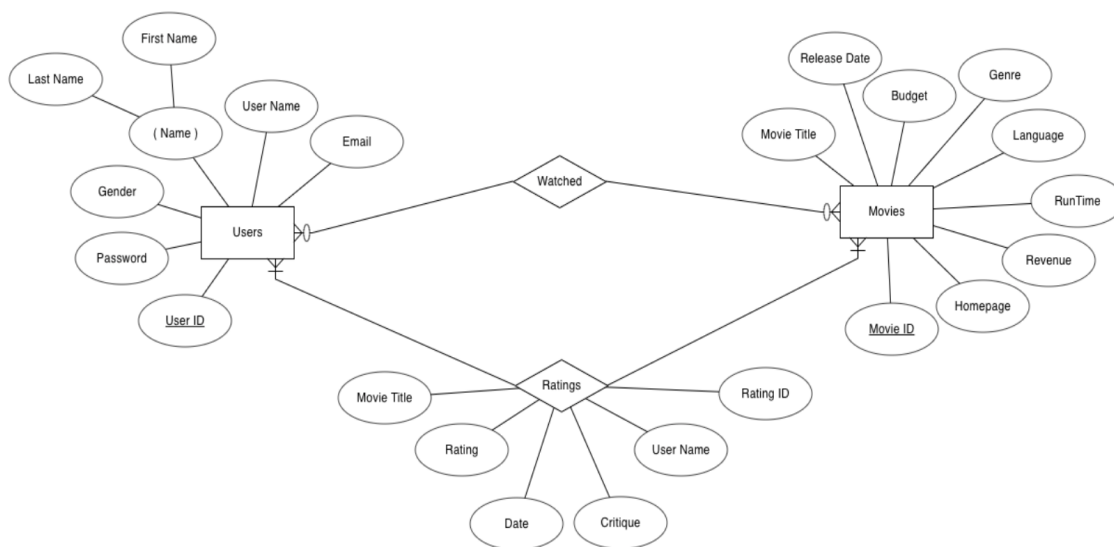 First Name
Last Name
( Name )
User Name
Email
Gender
Password
Users
User ID
Watched
Release Date
Genre
Budget
Movie Title
Language
Movies
RunTime
Revenue
Homepage
Movie ID
Ratings
Movie Title
Rating ID
Rating
User Name
Date
Critique